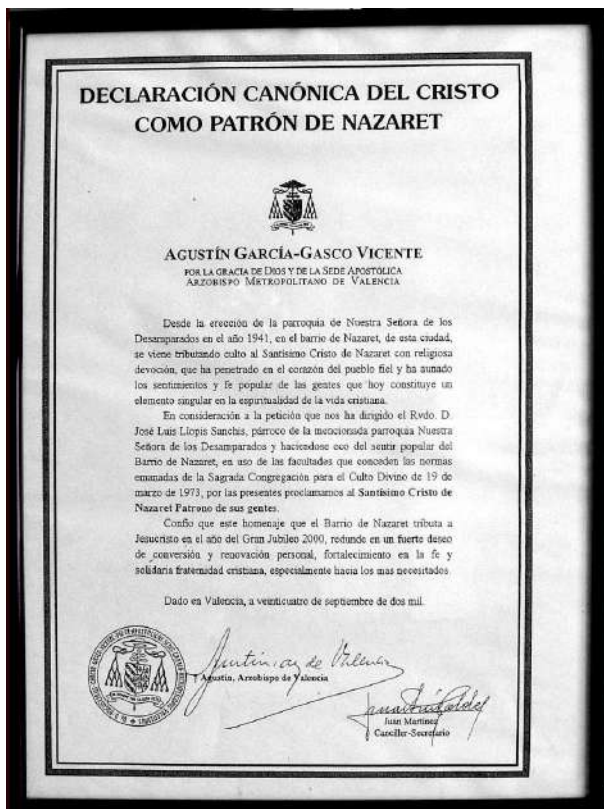 DECLARACIÓN CANÓNICA DEL CRISTO
COMO PATRÓN DE NAZARET
AGUSTÍN GARCÍA-GASCO VICENTE
POR LA GRACIA DE DIOS Y DE LA SEDE APOSTÓLICA
ARZOBISPO METROPOLITANO DE VALENCIA
Desde la erección de la parroquia de Nuestra Señora de los
Desamparados en el año 1941, en el barrio de Nazaret, de esta ciudad,
se viene tributando culto al Santísimo Cristo de Nazaret con religiosa
devoción, que ha penetrado en el corazón del pueblo fiel y ha aunado
los sentimientos y fe popular de las gentes que hoy constituye un
elemento singular en la espiritualidad de la vida cristiana.
En consideración a la petición que nos ha dirigido el Rvdo. D.
José Luis Llopis Sanchis, párroco de la mencionada parroquia Nuestra
Señora de los Desamparados y haciéndose eco del sentir popular del
Barrio de Nazaret, en uso de las facultades que conceden las normas
emanadas de la Sagrada Congregación para el Culto Divino de 19 de
marzo de 1973, por las presentes proclamamos al Santísimo Cristo de
Nazaret Patrono de sus gentes.
Confío que este homenaje que el Barrio de Nazaret tributa a
Jesucristo en el año del Gran Jubileo 2000, redunde en un fuerte deseo
de conversión y renovación personal, fortalecimiento en la fe y
solidaria fraternidad cristiana, especialmente hacia los mas necesitados.
Dado en Valencia, a veinticuatro de septiembre de dos mil.
Agustín, Arzobispo de Valencia
Juan Martínez
Canciller-Secretario